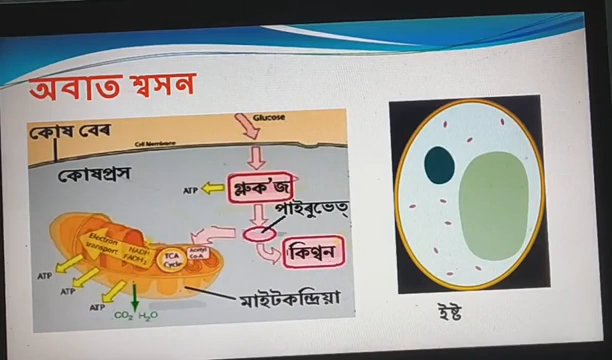 অবাত শ্বসন
Glucose
কোষ বেৰ
Cell Membrane
কোষপ্ৰস
ATP
গ্লুক'জ
পাইৰুভেত্
Electron transport
NADH
FADH₂
TCA Cycle
Acetyl Co-A
কিণ্বন
ATP
ATP
ATP
মাইটকন্দ্ৰিয়া
CO₂ H₂O
ইষ্ট